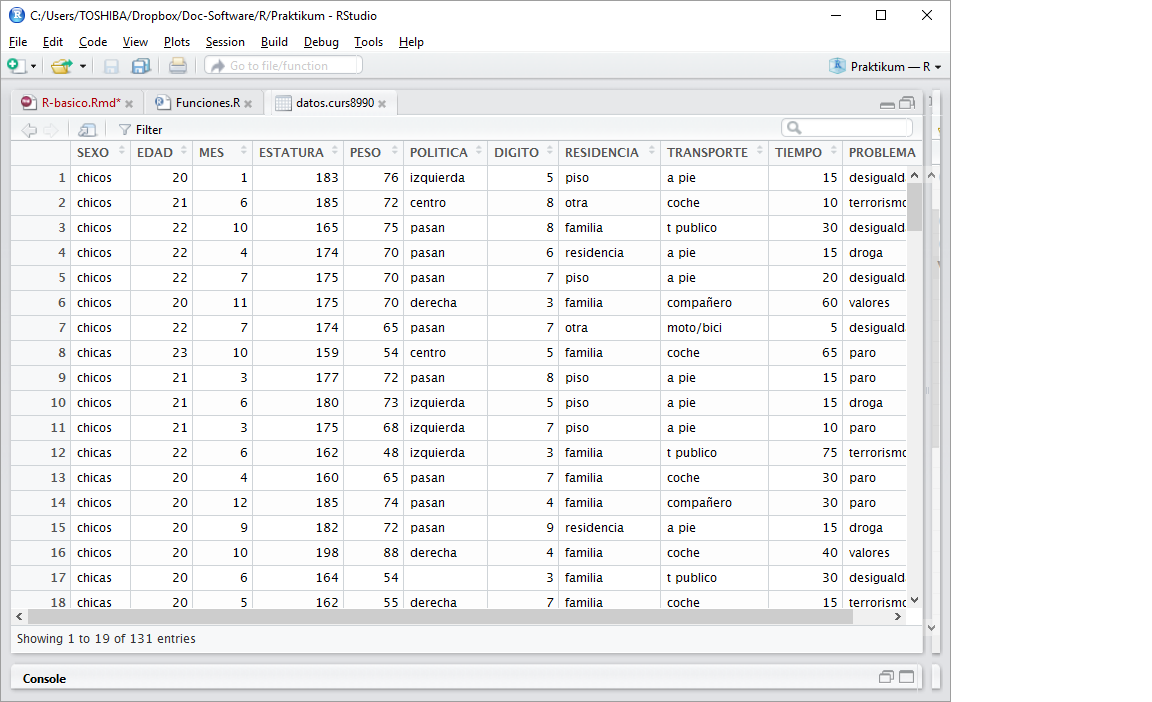 C:/Users/TOSHIBA/Dropbox/Doc-Software/R/Praktikum - RStudio
File Edit Code View Plots Session Build Debug Tools Help
Go to file/function Praktikum — R
R-basico.Rmd* Funciones.R datos.curs8990
Filter
SEXO EDAD MES ESTATURA PESO POLITICA DIGITO RESIDENCIA TRANSPORTE TIEMPO PROBLEMA
1 chicos 20 1 183 76 izquierda 5 piso a pie 15 desiguald
2 chicos 21 6 185 72 centro 8 otra coche 10 terrorismo
3 chicos 22 10 165 75 pasan 8 familia t publico 30 desiguald
4 chicos 22 4 174 70 pasan 6 residencia a pie 15 droga
5 chicos 22 7 175 70 pasan 7 piso a pie 20 desiguald
6 chicos 20 11 175 70 derecha 3 familia compañero 60 valores
7 chicos 22 7 174 65 pasan 7 otra moto/bici 5 desiguald
8 chicas 23 10 159 54 centro 5 familia coche 65 paro
9 chicos 21 3 177 72 pasan 8 piso a pie 15 paro
10 chicos 21 6 180 73 izquierda 5 piso a pie 15 droga
11 chicos 21 3 175 68 izquierda 7 piso a pie 10 paro
12 chicas 22 6 162 48 izquierda 3 familia t publico 75 terrorismo
13 chicas 20 4 160 65 pasan 7 familia coche 30 paro
14 chicos 20 12 185 74 pasan 4 familia compañero 30 paro
15 chicos 20 9 182 72 pasan 9 residencia a pie 15 droga
16 chicos 20 10 198 88 derecha 4 familia coche 40 valores
17 chicas 20 6 164 54 3 familia t publico 30 desiguald
18 chicas 20 5 162 55 derecha 7 familia coche 15 terrorismo
Showing 1 to 19 of 131 entries
Console